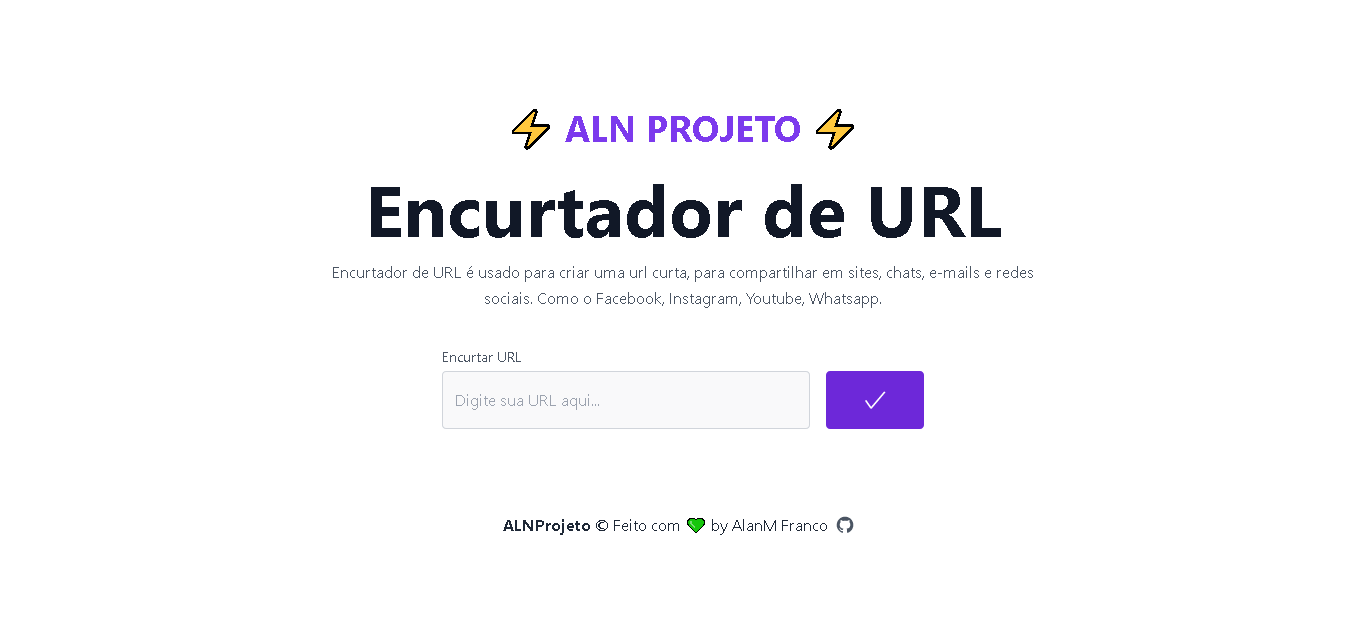 ⚡ ALN PROJETO ⚡
Encurtador de URL
Encurtador de URL é usado para criar uma url curta, para compartilhar em sites, chats, e-mails e redes
sociais. Como o Facebook, Instagram, Youtube, Whatsapp.
Encurtar URL
Digite sua URL aqui...
ALNProjeto © Feito com 💚 by AlanM Franco